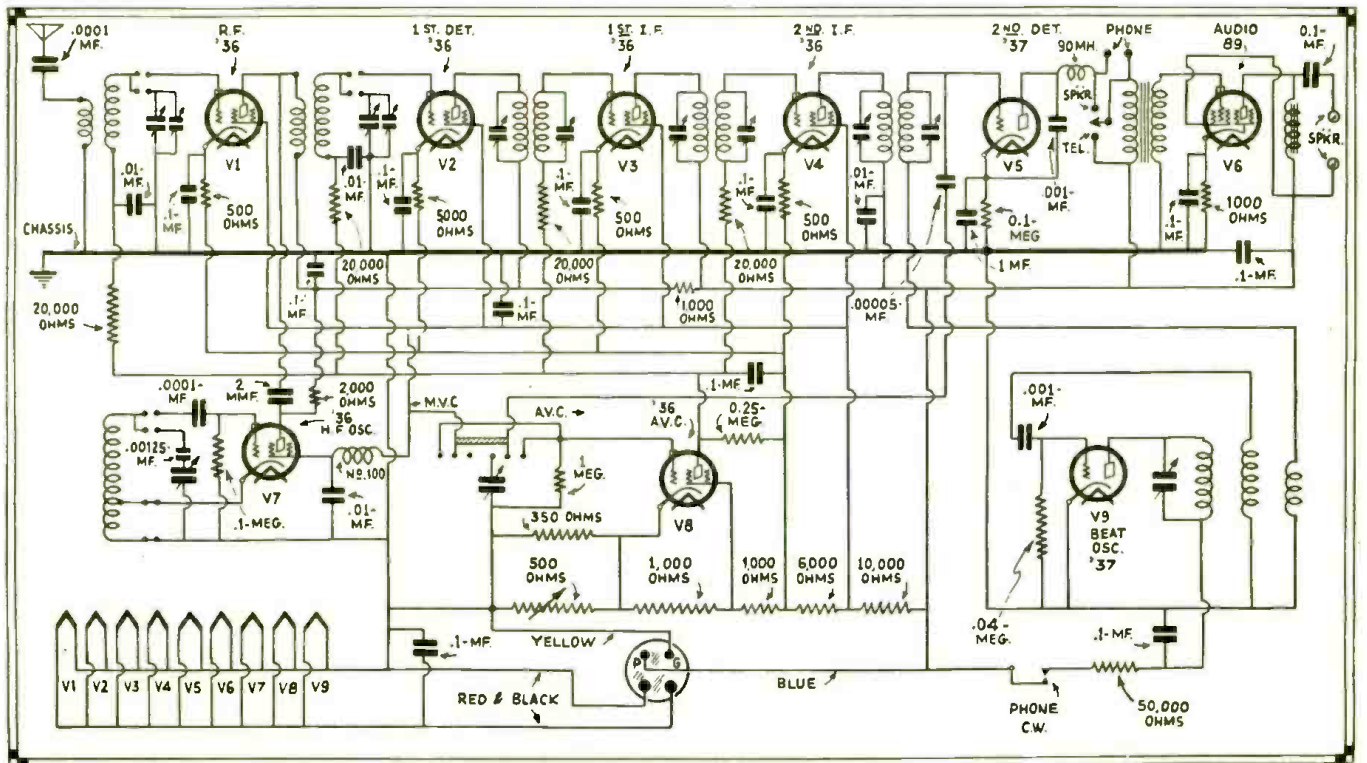 .0001 MF.
R.F. '36
1 ST. DET. '36
1 ST. I.F. '36
2 ND. I.F. '36
2 ND. DET. '37
90MH.
PHONE
AUDIO 89
0.1-MF.
SPKR.
TEL.
SPKR.
V1
V2
V3
V4
V5
V6
.01-MF.
.1-MF.
500 OHMS
.01-MF.
.1-MF.
5,000 OHMS
.1-MF.
500 OHMS
.1-MF.
500 OHMS
.01-MF.
0.1-MEG
.001-MF.
.1-MF.
1000 OHMS
CHASSIS
20,000 OHMS
.1-MF.
20,000 OHMS
.1-MF.
20,000 OHMS
1,000 OHMS
20,000 OHMS
.00005-MF.
.1 MF.
.1-MF.
.0001-MF
2 MMF.
2,000 OHMS
'36 H.F. OSC.
M.V.C
A.V.C.
'36 A.V.C.
.1-MF
0.25-MEG.
.001-MF.
.00125-MF.
V7
NO.100
.1-MEG.
.01-MF.
1 MEG.
350 OHMS
V8
V9 BEAT OSC. '37
500 OHMS
1,000 OHMS
1,000 OHMS
6,000 OHMS
10,000 OHMS
.04-MEG.
.1-MF.
V1 V2 V3 V4 V5 V6 V7 V8 V9
.1-MF.
YELLOW
P G
RED & BLACK
BLUE
PHONE C.W.
50,000 OHMS